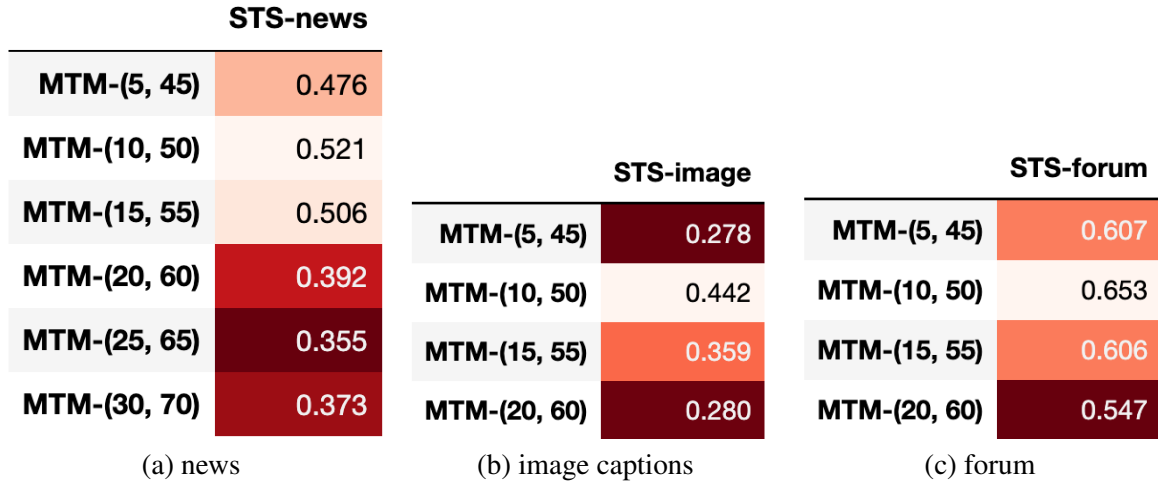 STS-news
MTM-(5, 45) 0.476
MTM-(10, 50) 0.521
MTM-(15, 55) 0.506
MTM-(20, 60) 0.392
MTM-(25, 65) 0.355
MTM-(30, 70) 0.373
(a) news
STS-image
MTM-(5, 45) 0.278
MTM-(10, 50) 0.442
MTM-(15, 55) 0.359
MTM-(20, 60) 0.280
(b) image captions
STS-forum
MTM-(5, 45) 0.607
MTM-(10, 50) 0.653
MTM-(15, 55) 0.606
MTM-(20, 60) 0.547
(c) forum